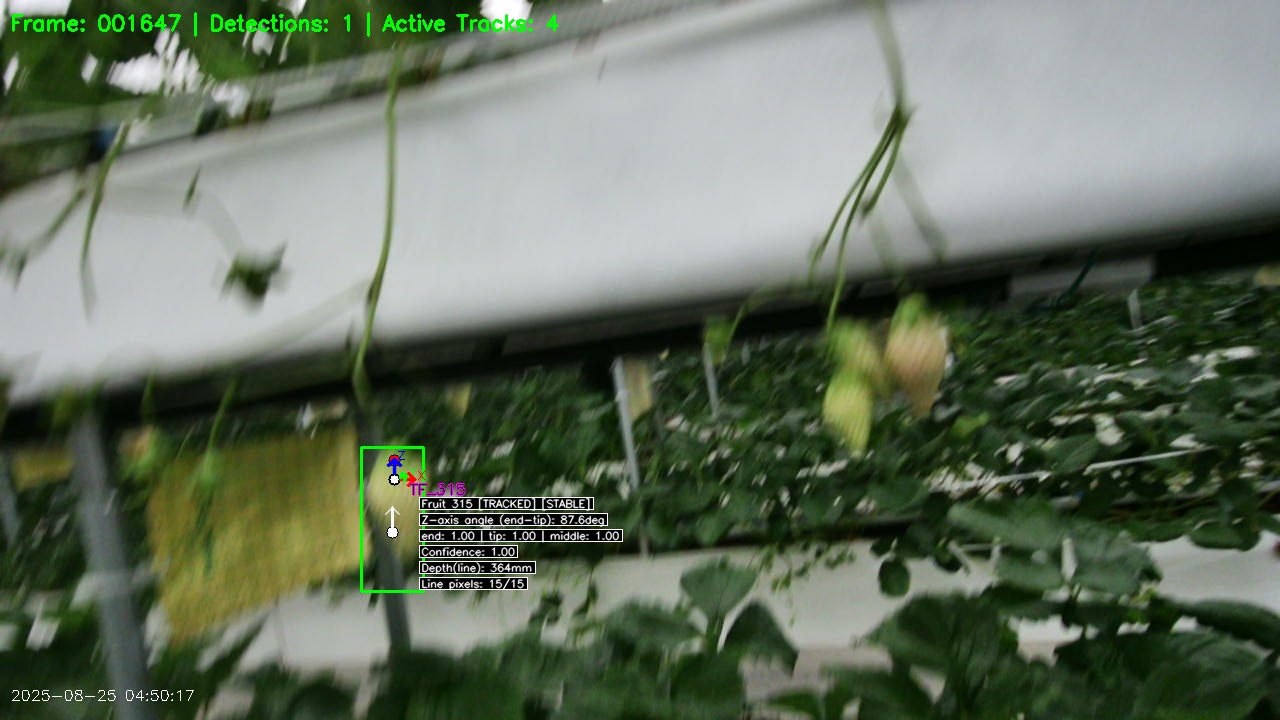 Frame: 001647 | Detections: 1 | Active Tracks: 4
Z
X
TF_315
Fruit 315 [TRACKED] [STABLE]
Z-axis angle (end-tip): 87.6deg
end: 1.00 | tip: 1.00 | middle: 1.00
Confidence: 1.00
Depth(line): 364mm
Line pixels: 15/15
2025-08-25 04:50:17